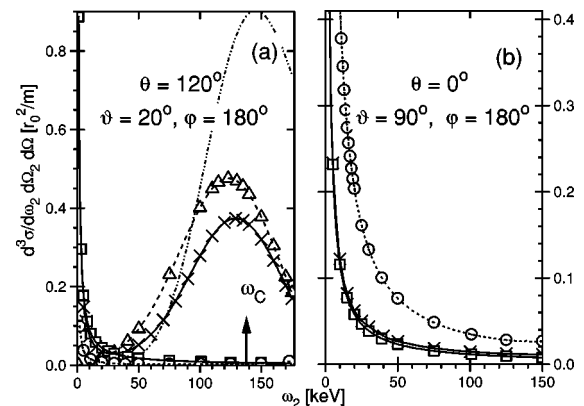 d³σ/dω₂ dΩ₂ dΩ [r₀²/m]
0.8
0.6
0.4
0.2
0.0
(a)
θ = 120°
ϑ = 20°, φ = 180°
ω_C
0 50 100 150
(b)
θ = 0°
ϑ = 90°, φ = 180°
0.4
0.3
0.2
0.1
0.0
0 50 100 150
ω₂ [keV]